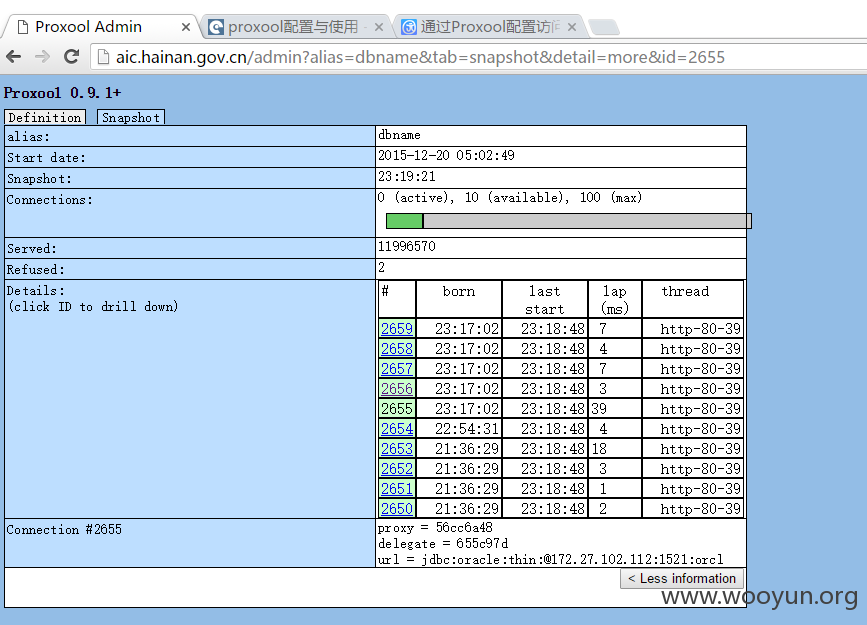 Proxool Admin
proxool配置与使用
通过Proxool配置访问
aic.hainan.gov.cn/admin?alias=dbname&tab=snapshot&detail=more&id=2655
Proxool 0.9.1+
Definition Snapshot
alias: dbname
Start date: 2015-12-20 05:02:49
Snapshot: 23:19:21
Connections: 0 (active), 10 (available), 100 (max)
Served: 11996570
Refused: 2
Details:
(click ID to drill down)
# born last start lap (ms) thread
2659 23:17:02 23:18:48 7 http-80-39
2658 23:17:02 23:18:48 4 http-80-39
2657 23:17:02 23:18:48 7 http-80-39
2656 23:17:02 23:18:48 3 http-80-39
2655 23:17:02 23:18:48 39 http-80-39
2654 22:54:31 23:18:48 4 http-80-39
2653 21:36:29 23:18:48 18 http-80-39
2652 21:36:29 23:18:48 3 http-80-39
2651 21:36:29 23:18:48 1 http-80-39
2650 21:36:29 23:18:48 2 http-80-39
Connection #2655
proxy = 56cc6a48
delegate = 655c97d
url = jdbc:oracle:thin:@172.27.102.112:1521:orcl
< Less information
www.wooyun.org